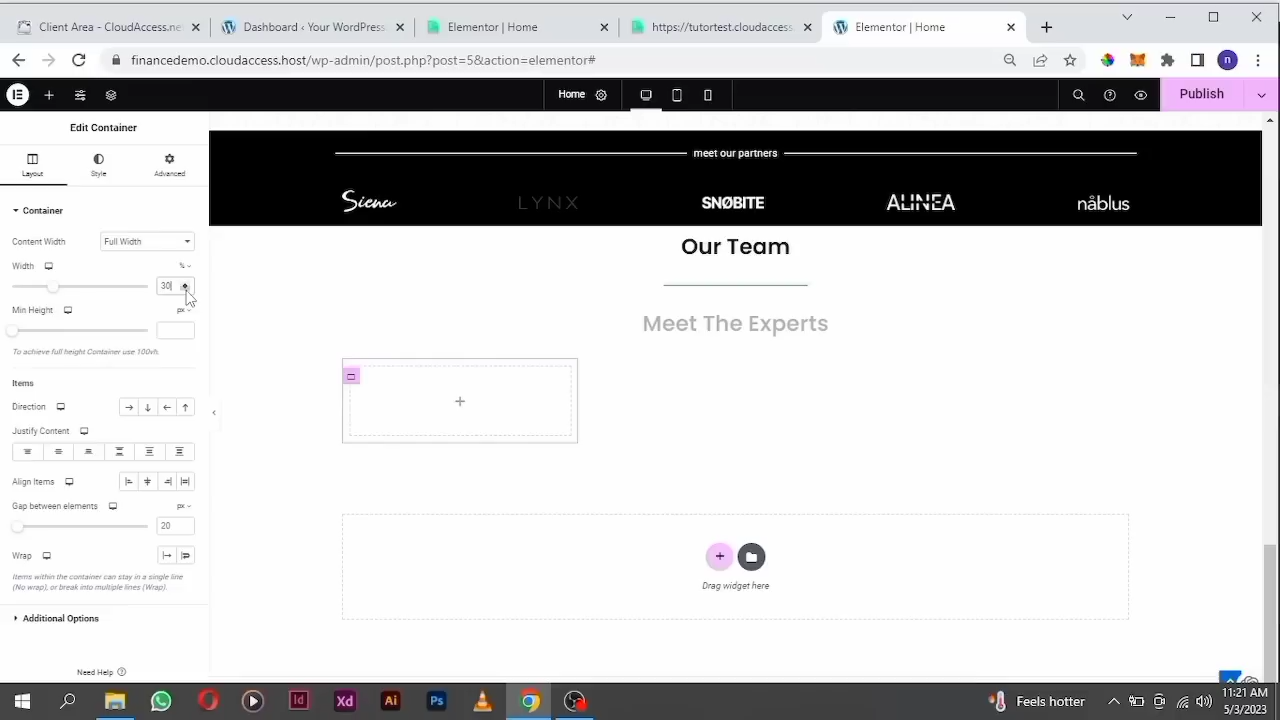 Client Area - CloudAccess.host
Dashboard ‹ Your WordPress
Elementor | Home
https://tutortest.cloudaccess
Elementor | Home
financedemo.cloudaccess.host/wp-admin/post.php?post=5&action=elementor#
n
Home
Publish
Edit Container
Layout
Style
Advanced
Container
Content Width
Full Width
Width
%
30
Min Height
px
To achieve full height Container use 100vh.
Items
Direction
Justify Content
Align Items
Gap between elements
px
20
Wrap
Items within the container can stay in a single line
(No wrap), or break into multiple lines (Wrap).
Additional Options
Need Help
meet our partners
Siena
LYNX
SNØBITE
ALINEA
nåblus
Our Team
Meet The Experts
Drag widget here
Id
Xd
Ai
Ps
Feels hotter
11:21 AM
5/3/2023